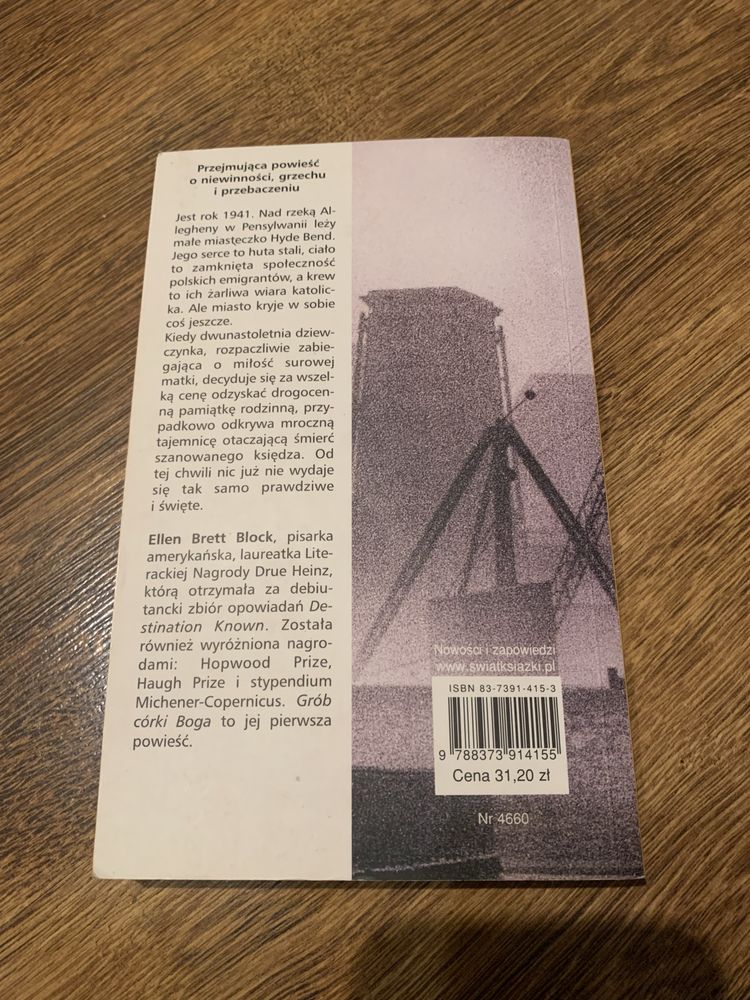 Przejmująca powieść
o niewinności, grzechu
i przebaczeniu
Jest rok 1941. Nad rzeką Al-
legheny w Pensylwanii leży
małe miasteczko Hyde Bend.
Jego serce to huta stali, ciało
to zamknięta społeczność
polskich emigrantów, a krew
to ich żarliwa wiara katolic-
ka. Ale miasto kryje w sobie
coś jeszcze.
Kiedy dwunastoletnia dziew-
czynka, rozpaczliwie zabie-
gająca o miłość surowej
matki, decyduje się za wszel-
ką cenę odzyskać drogocen-
ną pamiątkę rodzinną, przy-
padkowo odkrywa mroczną
tajemnicę otaczającą śmierć
szanowanego księdza. Od
tej chwili nic już nie wydaje
się tak samo prawdziwe
i święte.
Ellen Brett Block, pisarka
amerykańska, laureatka Lite-
rackiej Nagrody Drue Heinz,
którą otrzymała za debiu-
tancki zbiór opowiadań De-
stination Known. Została
również wyróżniona nagro-
dami: Hopwood Prize,
Haugh Prize i stypendium
Michener-Copernicus. Grób
córki Boga to jej pierwsza
powieść.
Nowości i zapowiedzi
www.swiatksiazki.pl
ISBN 83-7391-415-3
9 788373 914155
Cena 31,20 zł
Nr 4660